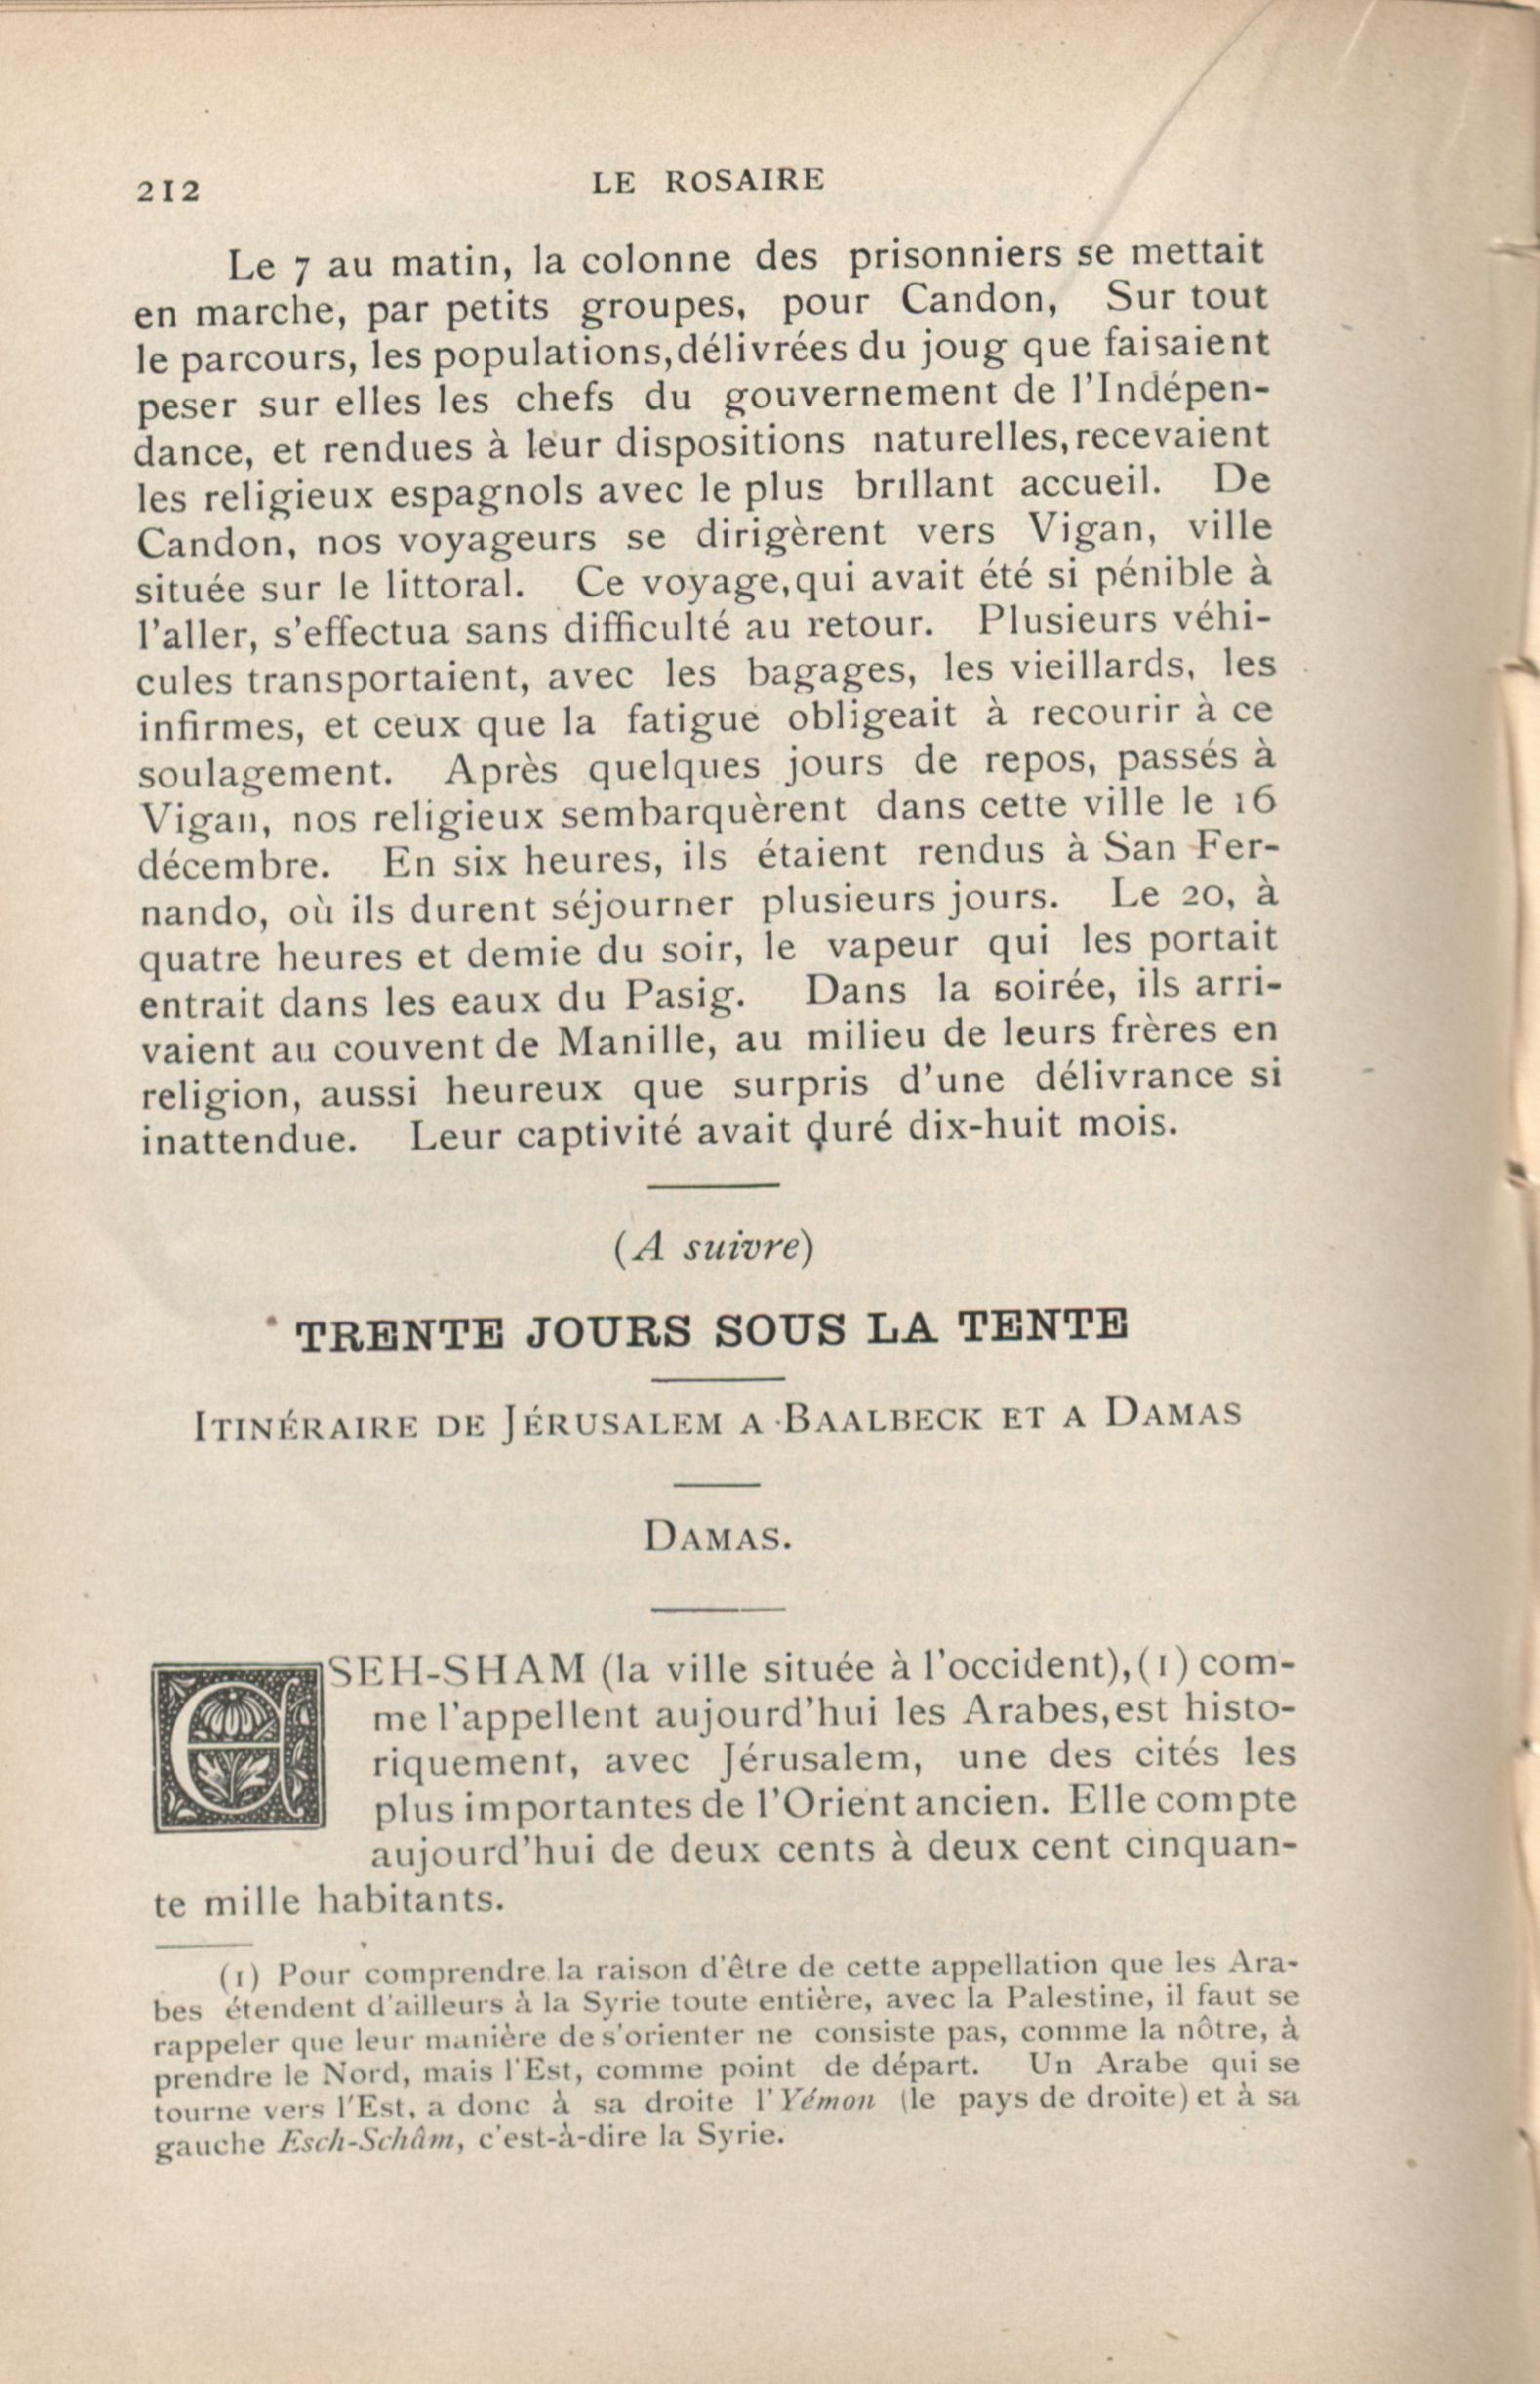 212
LE ROSAIRE
Le 7 au matin, la colonne des prisonniers se mettait
en marche, par petits groupes, pour Candon, Sur tout
le parcours, les populations, délivrées du joug que faisaient
peser sur elles les chefs du gouvernement de l'Indépen-
dance, et rendues à leur dispositions naturelles, recevaient
les religieux espagnols avec le plus brillant accueil. De
Candon, nos voyageurs se dirigèrent vers Vigan, ville
située sur le littoral. Ce voyage, qui avait été si pénible à
l'aller, s'effectua sans difficulté au retour. Plusieurs véhi-
cules transportaient, avec les bagages, les vieillards, les
infirmes, et ceux que la fatigue obligeait à recourir à ce
soulagement. Après quelques jours de repos, passés à
Vigan, nos religieux sembarquèrent dans cette ville le 16
décembre. En six heures, ils étaient rendus à San Fer-
nando, où ils durent séjourner plusieurs jours. Le 20, à
quatre heures et demie du soir, le vapeur qui les portait
entrait dans les eaux du Pasig. Dans la soirée, ils arri-
vaient au couvent de Manille, au milieu de leurs frères en
religion, aussi heureux que surpris d'une délivrance si
inattendue. Leur captivité avait duré dix-huit mois.
(A suivre)
TRENTE JOURS SOUS LA TENTE
ITINÉRAIRE DE JÉRUSALEM A BAALBECK ET A DAMAS
DAMAS.
ESEH-SHAM (la ville située à l'occident), (1) com-
me l'appellent aujourd'hui les Arabes, est histo-
riquement, avec Jérusalem, une des cités les
plus importantes de l'Orient ancien. Elle compte
aujourd'hui de deux cents à deux cent cinquan-
te mille habitants.
(1) Pour comprendre la raison d'être de cette appellation que les Ara-
bes étendent d'ailleurs à la Syrie toute entière, avec la Palestine, il faut se
rappeler que leur manière de s'orienter ne consiste pas, comme la nôtre, à
prendre le Nord, mais l'Est, comme point de départ. Un Arabe qui se
tourne vers l'Est, a donc à sa droite l'Yémon (le pays de droite) et à sa
gauche Esch-Schâm, c'est-à-dire la Syrie.